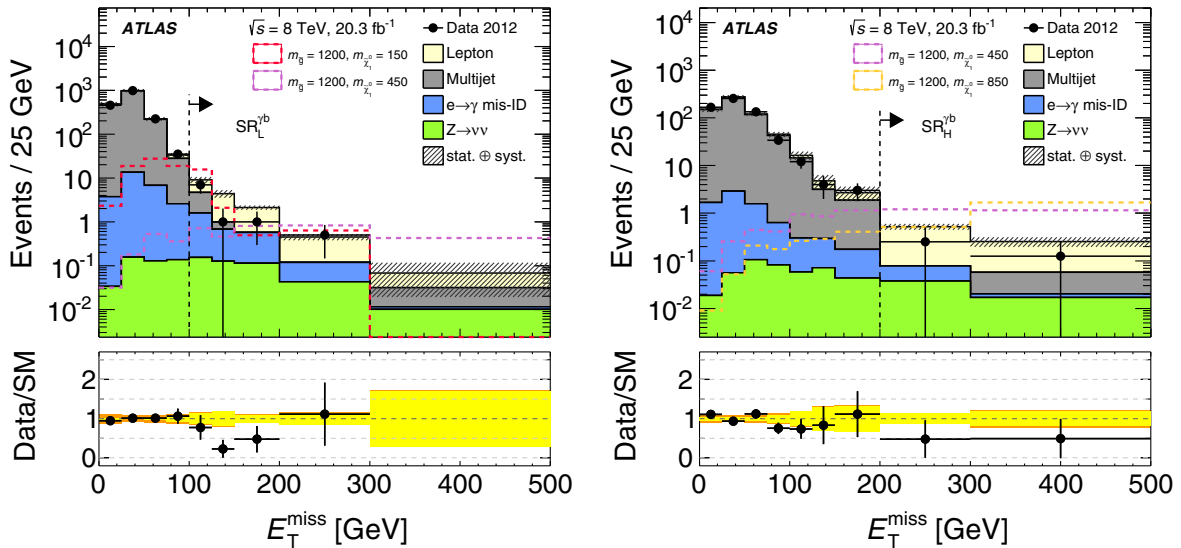 ATLAS
√s = 8 TeV, 20.3 fb⁻¹
m_g̃ = 1200, m_χ̃₁⁰ = 150
m_g̃ = 1200, m_χ̃₁⁰ = 450
Data 2012
Lepton
Multijet
e→γ mis-ID
Z→νν
stat. ⊕ syst.
SR_L^γb
Events / 25 GeV
10⁴
10³
10²
10
1
10⁻¹
10⁻²
Data/SM
2
1
0
0 100 200 300 400 500
E_T^miss [GeV]
ATLAS
√s = 8 TeV, 20.3 fb⁻¹
m_g̃ = 1200, m_χ̃₁⁰ = 450
m_g̃ = 1200, m_χ̃₁⁰ = 850
Data 2012
Lepton
Multijet
e→γ mis-ID
Z→νν
stat. ⊕ syst.
SR_H^γb
Events / 25 GeV
10⁴
10³
10²
10
1
10⁻¹
10⁻²
Data/SM
2
1
0
0 100 200 300 400 500
E_T^miss [GeV]